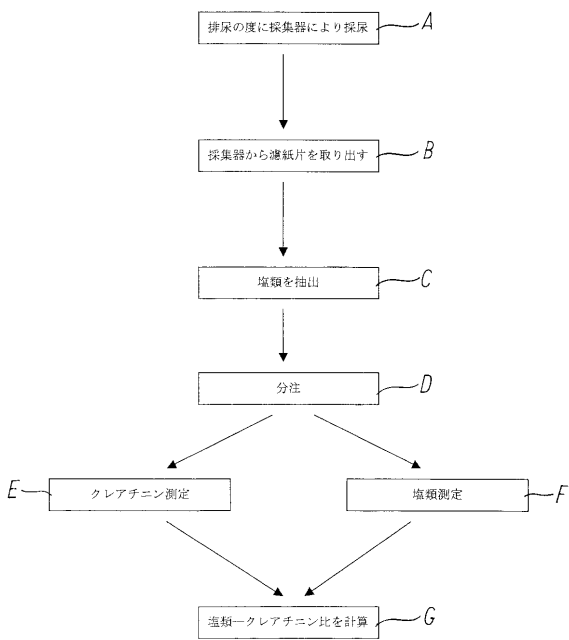 排尿の度に採集器により採尿
A
採集器から濾紙片を取り出す
B
塩類を抽出
C
分注
D
E
クレアチニン測定
塩類測定
F
塩類—クレアチニン比を計算
G